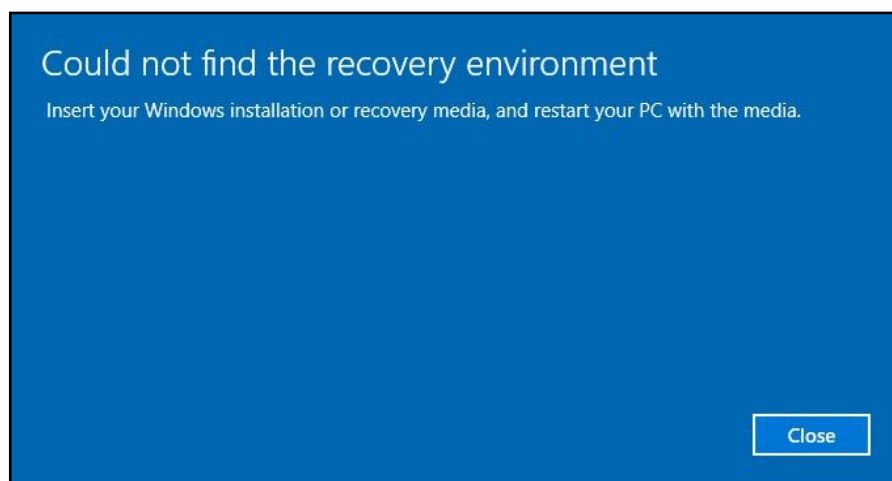 Could not find the recovery environment
Insert your Windows installation or recovery media, and restart your PC with the media.
Close